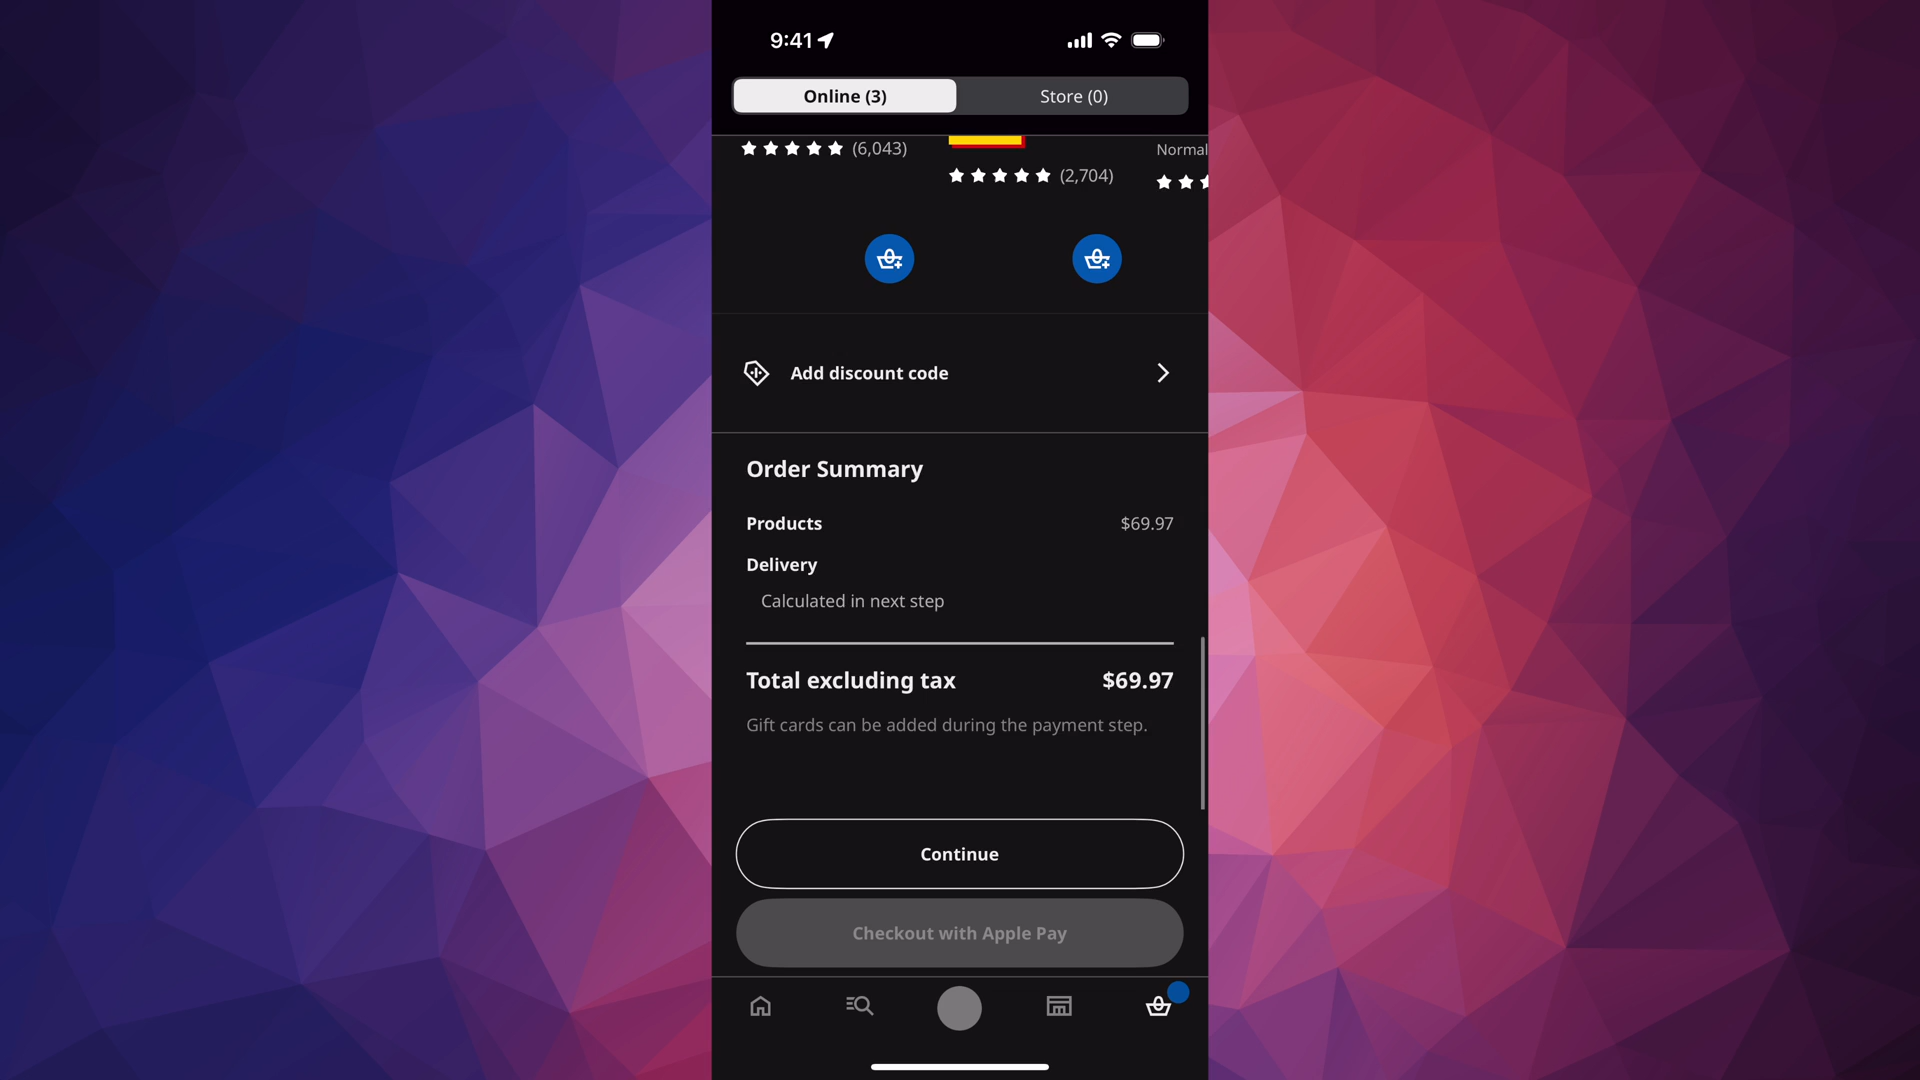 9:41
Online (3)
Store (0)
(6,043)
(2,704)
Normal
Add discount code
Order Summary
Products
$69.97
Delivery
Calculated in next step
Total excluding tax
$69.97
Gift cards can be added during the payment step.
Continue
Checkout with Apple Pay